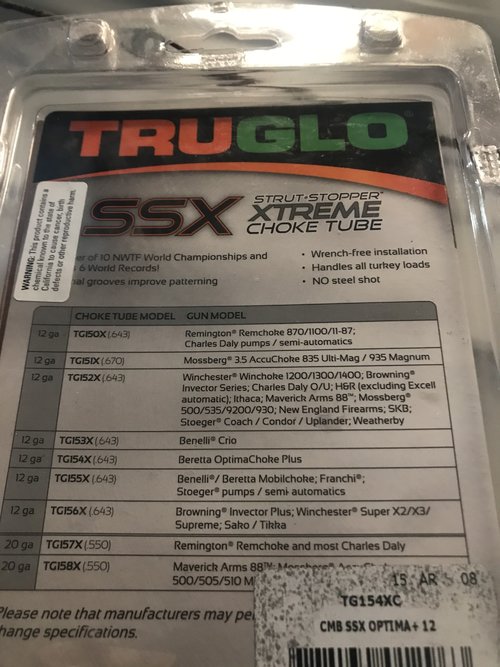 TRUGLO
SSX STRUT•STOPPER®
XTREME
CHOKE TUBE
WARNING: This product contains a
chemical known to the state of
California to cause cancer, birth
defects or other reproductive harm.
of 10 NWTF World Championships and
6 World Records!
grooves improve patterning
• Wrench-free installation
• Handles all turkey loads
• NO steel shot
CHOKE TUBE MODEL GUN MODEL
12 ga TG150X (.643) Remington® Remchoke 870/1100/11-87;
Charles Daly pumps / semi-automatics
12 ga TG151X (.670) Mossberg® 3.5 AccuChoke 835 Ulti-Mag / 935 Magnum
12 ga TG152X (.643) Winchester® Winchoke 1200/1300/1400; Browning®
Invector Series; Charles Daly O/U; H&R (excluding Excell
automatic); Ithaca; Maverick Arms 88™; Mossberg®
500/535/9200/930; New England Firearms; SKB;
Stoeger® Coach / Condor / Uplander; Weatherby
12 ga TG153X (.643) Benelli® Crio
12 ga TG154X (.643) Beretta OptimaChoke Plus
12 ga TG155X (.643) Benelli®/ Beretta Mobilchoke; Franchi®;
Stoeger® pumps / semi-automatics
12 ga TG156X (.643) Browning® Invector Plus; Winchester® Super X2/X3/
Supreme; Sako / Tikka
20 ga TG157X (.550) Remington® Remchoke and most Charles Daly
20 ga TG158X (.550) Maverick Arms 88™
500/505/510
Please note that manufacturers may
change specifications.
15 AR 08
TG154XC
CMB SSX OPTIMA+ 12